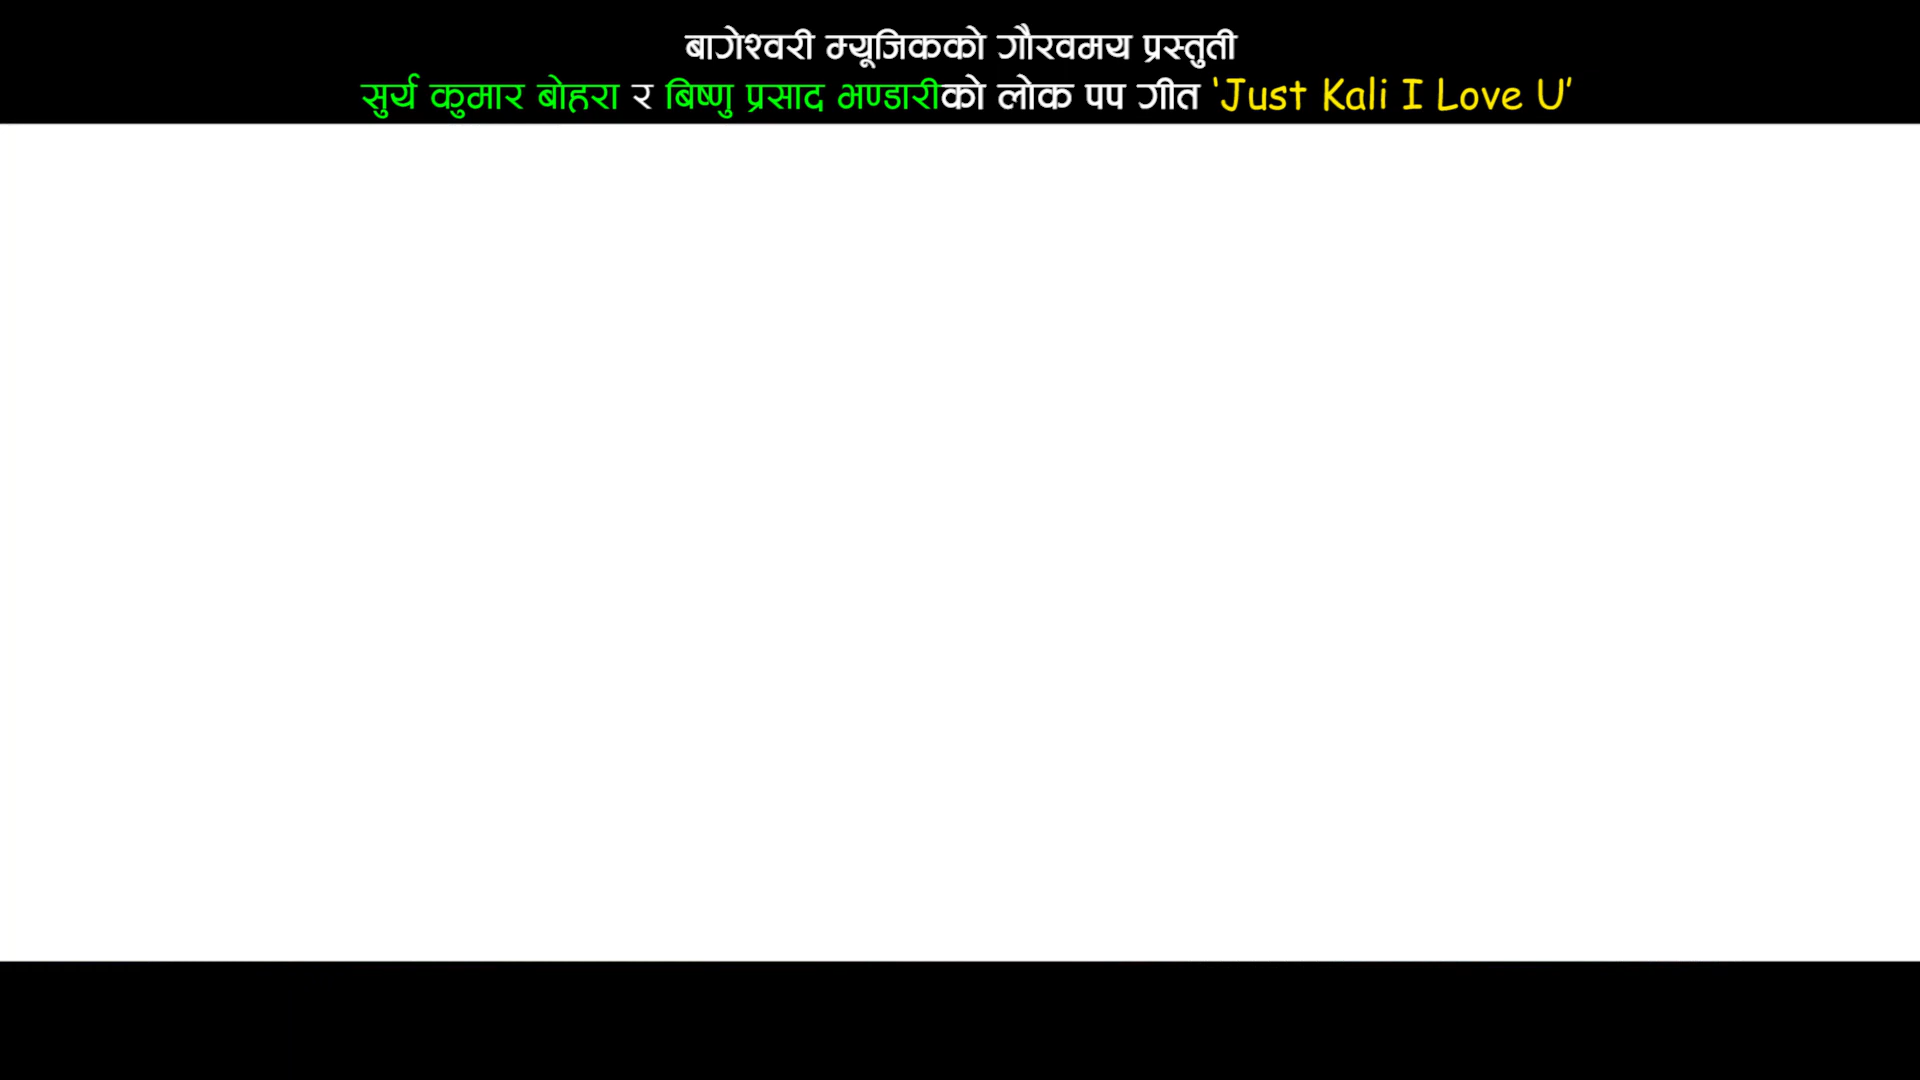 बागेश्वरी म्यूजिकको गौरवमय प्रस्तुती
सुर्य कुमार बोहरा र बिष्णु प्रसाद भण्डारीको लोक पप गीत ‘Just Kali I Love U’